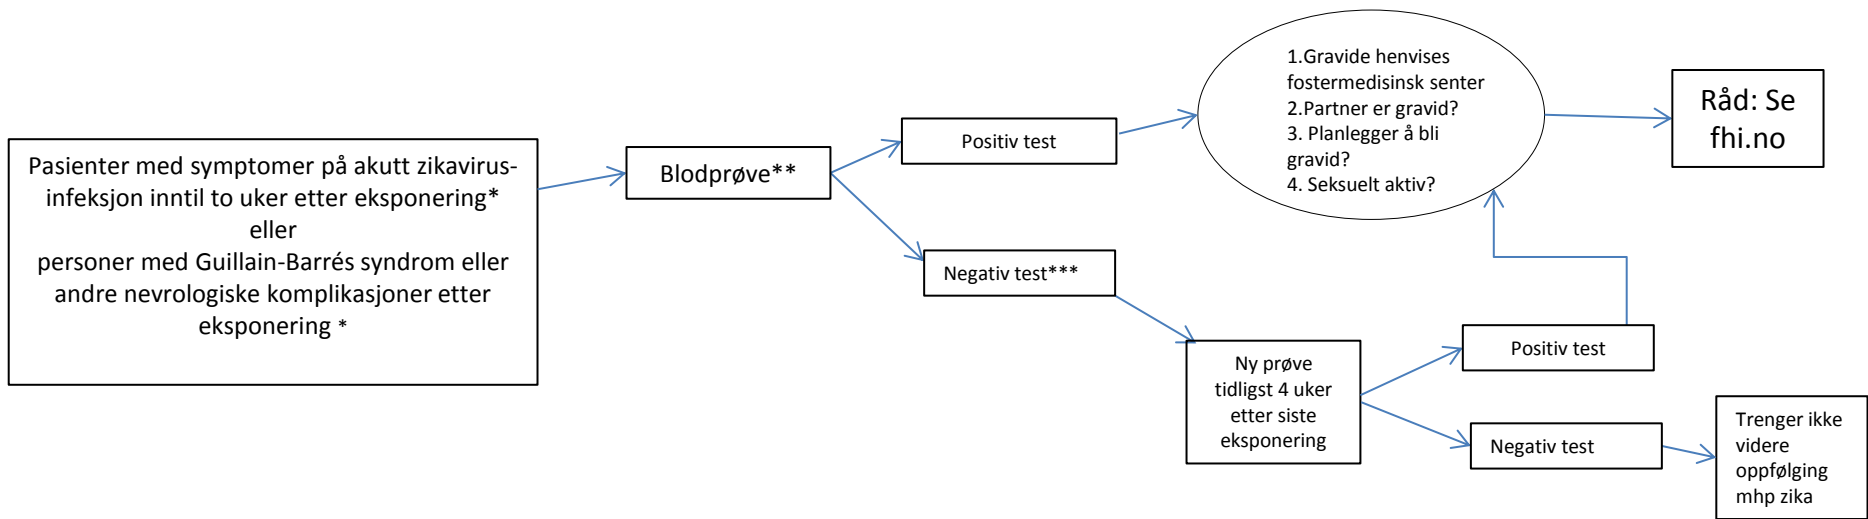 Pasienter med symptomer på akutt zikavirus-
infeksjon inntil to uker etter eksponering*
eller
personer med Guillain-Barrés syndrom eller
andre nevrologiske komplikasjoner etter
eksponering *
Blodprøve**
Positiv test
Negativ test***
1.Gravide henvises
fostermedisinsk senter
2.Partner er gravid?
3. Planlegger å bli
gravid?
4. Seksuelt aktiv?
Råd: Se
fhi.no
Ny prøve
tidligst 4 uker
etter siste
eksponering
Positiv test
Negativ test
Trenger ikke
videre
oppfølging
mhp zika